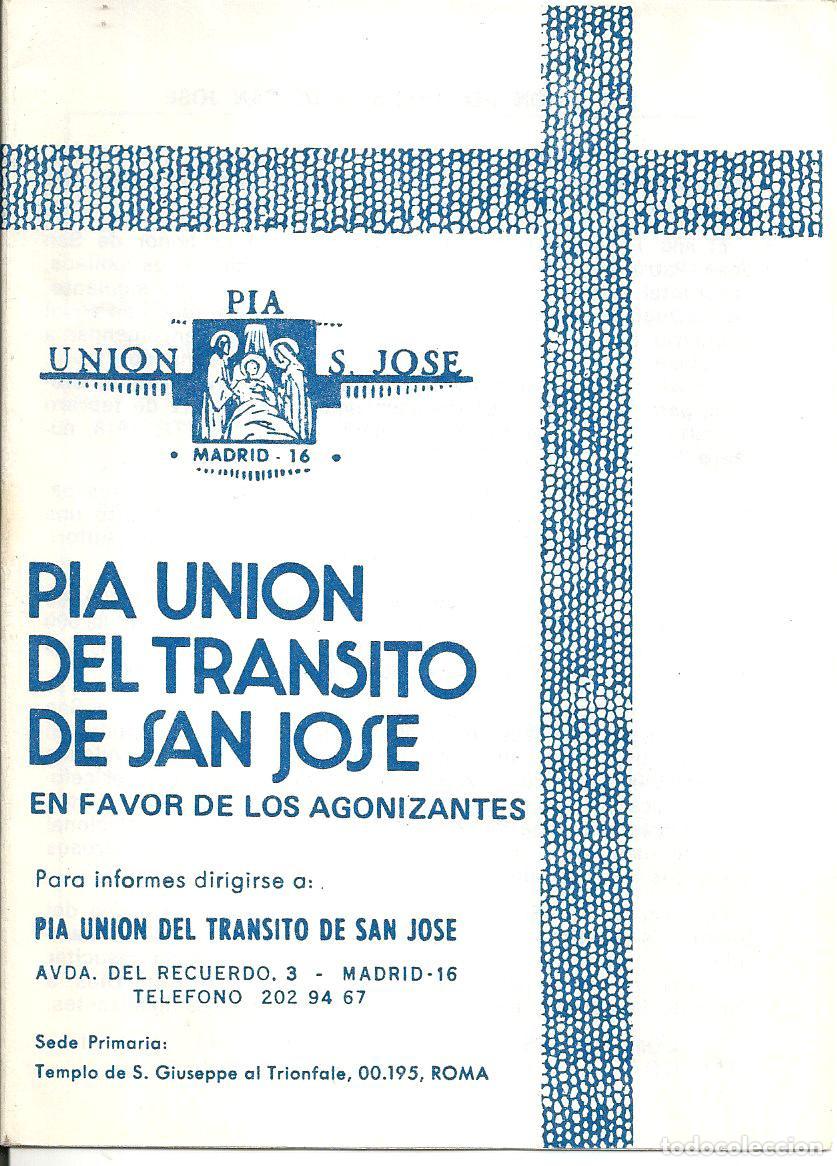 PIA
UNION S. JOSE
• MADRID - 16 •
PIA UNION
DEL TRANSITO
DE SAN JOSE
EN FAVOR DE LOS AGONIZANTES
Para informes dirigirse a: .
PIA UNION DEL TRANSITO DE SAN JOSE
AVDA. DEL RECUERDO, 3 - MADRID-16
TELEFONO 202 94 67
Sede Primaria:
Templo de S. Giuseppe al Trionfale, 00.195, ROMA
todocoleccion